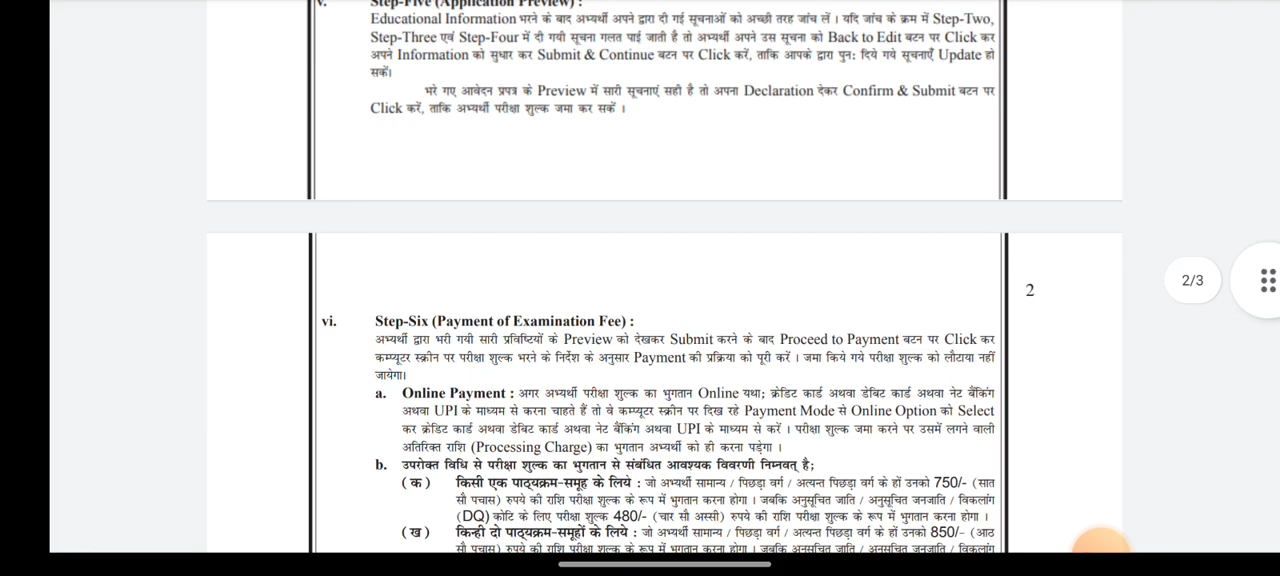 v. Step-Five (Application Preview) :
Educational Information भरने के बाद अभ्यर्थी अपने द्वारा दी गई सूचनाओं को अच्छी तरह जांच लें । यदि जांच के क्रम में Step-Two,
Step-Three एवं Step-Four में दी गयी सूचना गलत पाई जाती है तो अभ्यर्थी अपने उस सूचना को Back to Edit बटन पर Click कर
अपने Information को सुधार कर Submit & Continue बटन पर Click करें, ताकि आपके द्वारा पुन: दिये गये सूचनाएँ Update हो
सकें।
भरे गए आवेदन प्रपत्र के Preview में सारी सूचनाएं सही है तो अपना Declaration देकर Confirm & Submit बटन पर
Click करें, ताकि अभ्यर्थी परीक्षा शुल्क जमा कर सकें ।
2/3
2
vi. Step-Six (Payment of Examination Fee) :
अभ्यर्थी द्वारा भरी गयी सारी प्रविष्टियों के Preview को देखकर Submit करने के बाद Proceed to Payment बटन पर Click कर
कम्प्यूटर स्क्रीन पर परीक्षा शुल्क भरने के निर्देश के अनुसार Payment की प्रक्रिया को पूरी करें । जमा किये गये परीक्षा शुल्क को लौटाया नहीं
जायेगा।
a. Online Payment : अगर अभ्यर्थी परीक्षा शुल्क का भुगतान Online यथा; क्रेडिट कार्ड अथवा डेबिट कार्ड अथवा नेट बैंकिंग
अथवा UPI के माध्यम से करना चाहते हैं तो वे कम्प्यूटर स्क्रीन पर दिख रहे Payment Mode से Online Option को Select
कर क्रेडिट कार्ड अथवा डेबिट कार्ड अथवा नेट बैंकिंग अथवा UPI के माध्यम से करें । परीक्षा शुल्क जमा करने पर उसमें लगने वाली
अतिरिक्त राशि (Processing Charge) का भुगतान अभ्यर्थी को ही करना पड़ेगा ।
b. उपरोक्त विधि से परीक्षा शुल्क का भुगतान से संबंधित आवश्यक विवरणी निम्नवत् है;
(क) किसी एक पाठ्यक्रम-समूह के लिये : जो अभ्यर्थी सामान्य / पिछड़ा वर्ग / अत्यन्त पिछड़ा वर्ग के हों उनको 750/- (सात
सौ पचास) रुपये की राशि परीक्षा शुल्क के रूप में भुगतान करना होगा । जबकि अनुसूचित जाति / अनुसूचित जनजाति / विकलांग
(DQ) कोटि के लिए परीक्षा शुल्क 480/- (चार सौ अस्सी) रुपये की राशि परीक्षा शुल्क के रूप में भुगतान करना होगा ।
(ख) किन्ही दो पाठ्यक्रम-समूहों के लिये : जो अभ्यर्थी सामान्य / पिछड़ा वर्ग / अत्यन्त पिछड़ा वर्ग के हों उनको 850/- (आठ
सौ पचास) रुपये की राशि परीक्षा शुल्क के रूप में भुगतान करना होगा । जबकि अनुसूचित जाति / अनुसूचित जनजाति / विकलांग